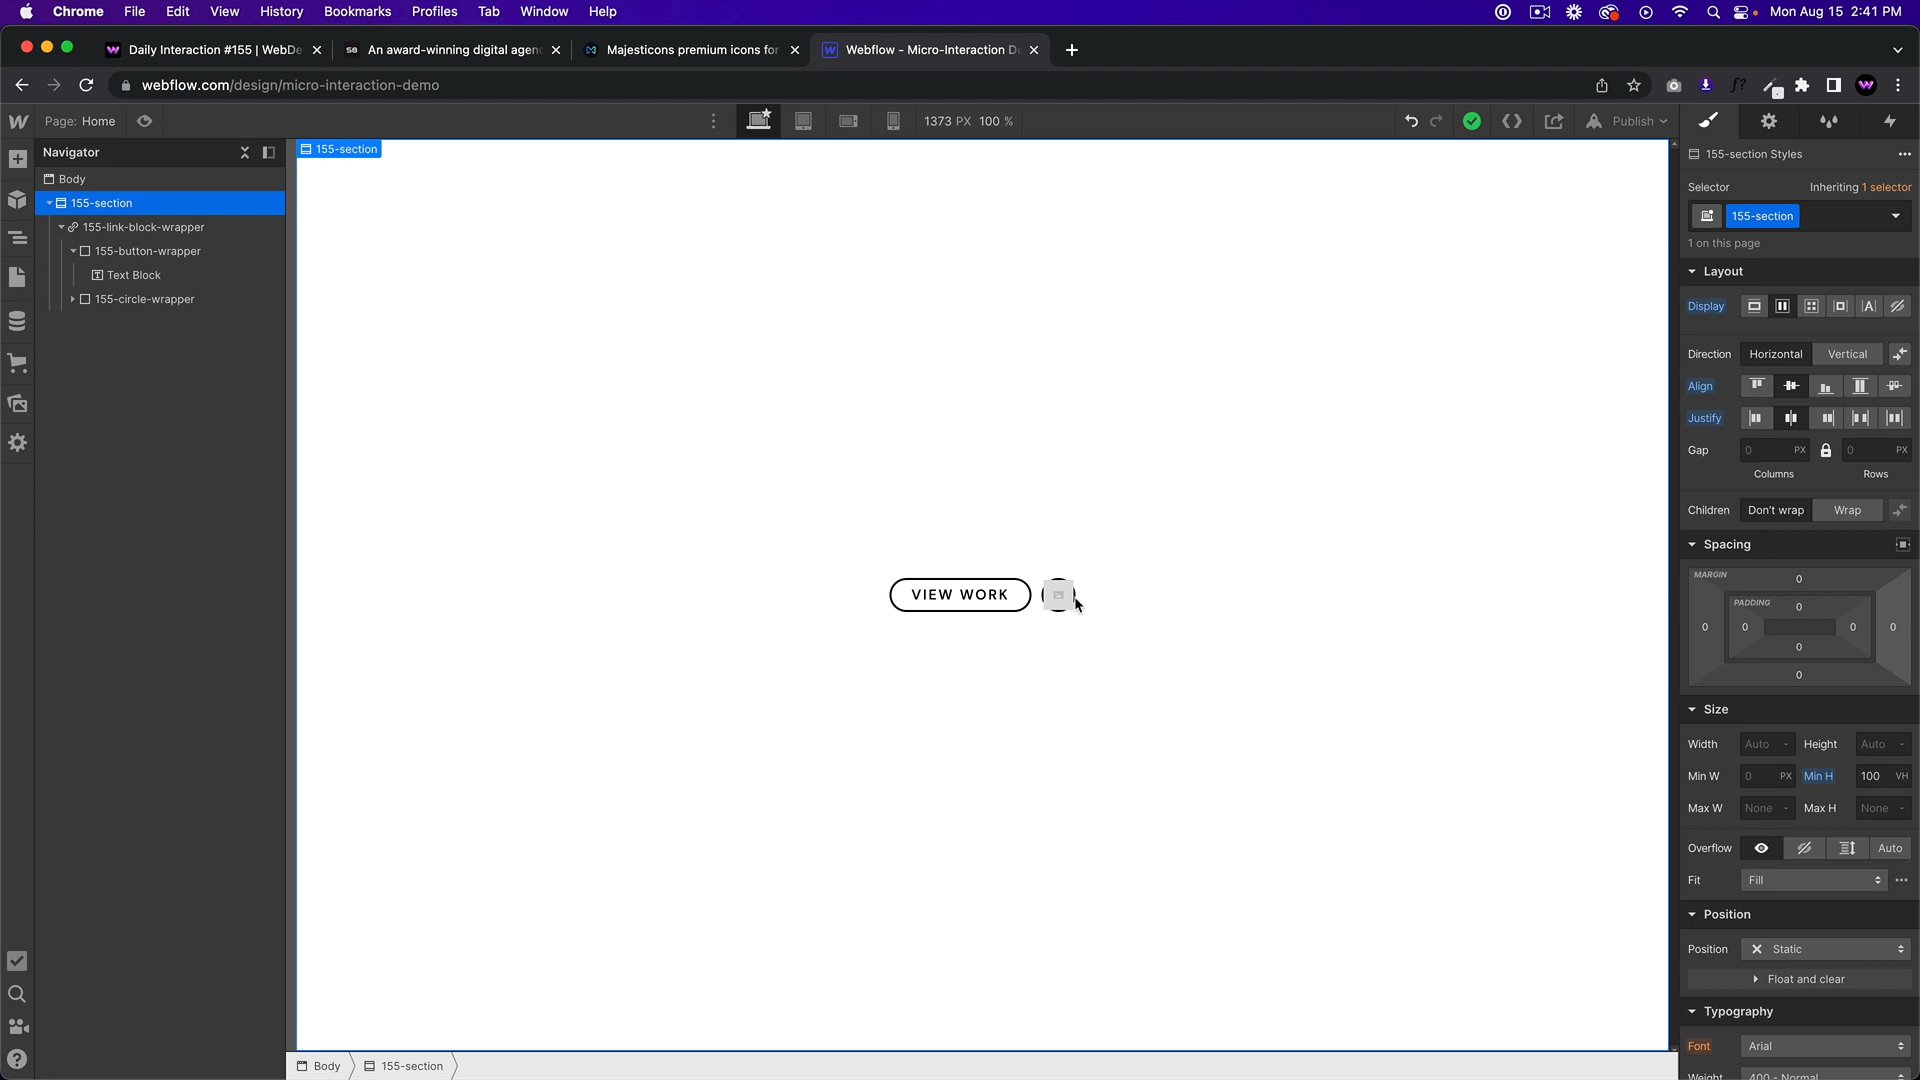 Chrome File Edit View History Bookmarks Profiles Tab Window Help Mon Aug 15 2:41 PM
Daily Interaction #155 | WebDe An award-winning digital agen Majesticons premium icons for Webflow - Micro-Interaction D
webflow.com/design/micro-interaction-demo
Page: Home 1373 PX 100 % Publish
Navigator
Body
155-section
155-link-block-wrapper
155-button-wrapper
Text Block
155-circle-wrapper
155-section
VIEW WORK
Body 155-section
155-section Styles
Selector Inheriting 1 selector
155-section
1 on this page
Layout
Display
Direction Horizontal Vertical
Align
Justify
Gap 0 PX 0 PX
Columns Rows
Children Don't wrap Wrap
Spacing
MARGIN 0
PADDING 0
0 0 0 0
0
0
Size
Width Auto - Height Auto -
Min W 0 PX Min H 100 VH
Max W None - Max H None -
Overflow Auto
Fit Fill
Position
Position Static
Float and clear
Typography
Font Arial
Weight 400 - Normal